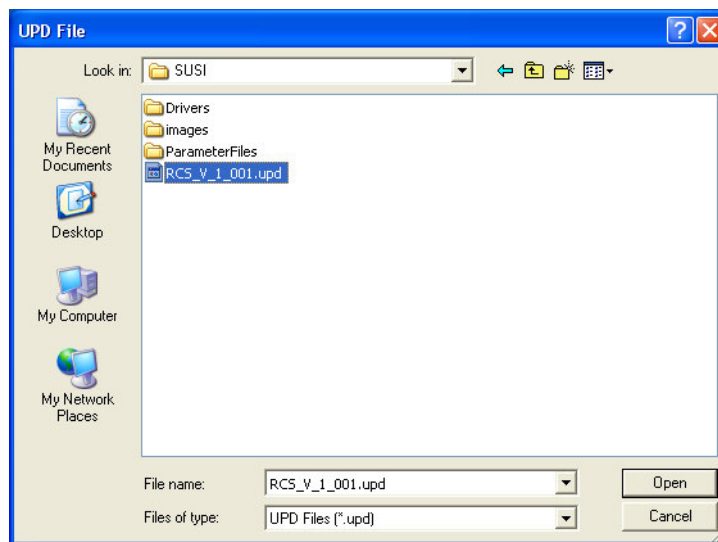 UPD File
Look in:
SUSI
My Recent
Documents
Desktop
My Computer
My Network
Places
Drivers
images
ParameterFiles
RCS_V_1_001.upd
File name:
RCS_V_1_001.upd
Open
Files of type:
UPD Files (*.upd)
Cancel